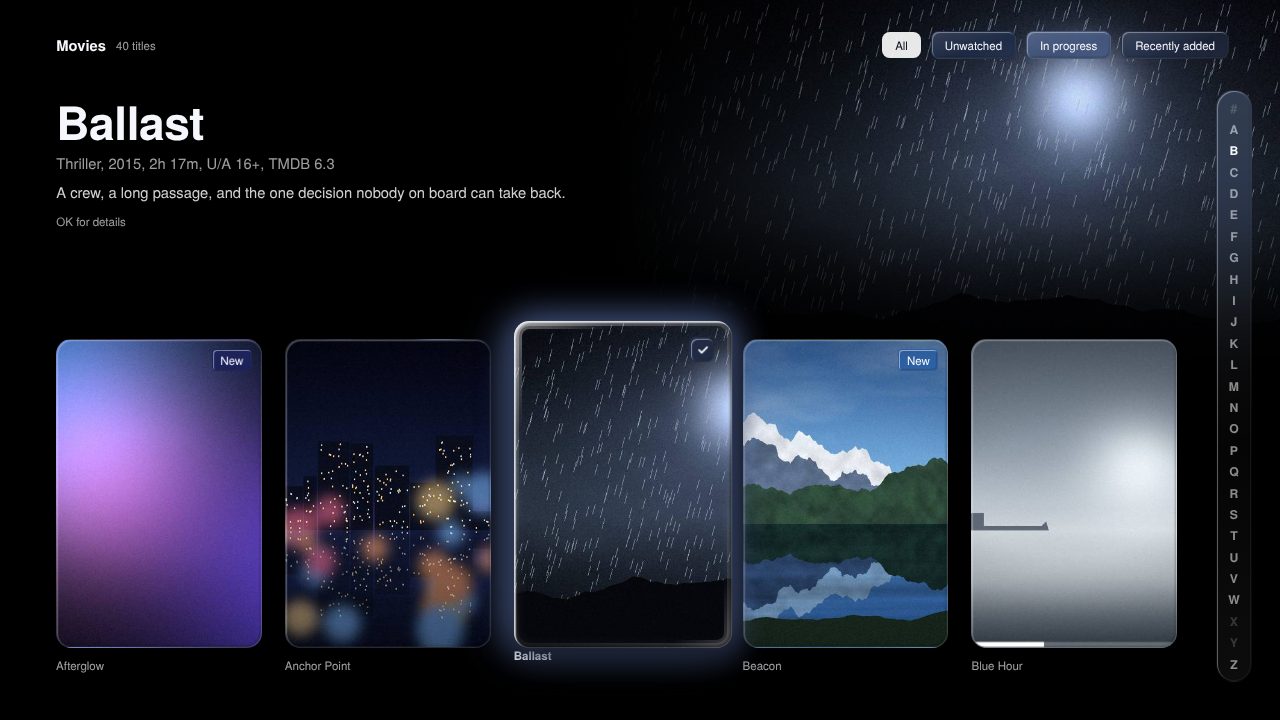 Movies 40 titles
All
Unwatched
In progress
Recently added
Ballast
Thriller, 2015, 2h 17m, U/A 16+, TMDB 6.3
A crew, a long passage, and the one decision nobody on board can take back.
OK for details
New
New
Afterglow
Anchor Point
Ballast
Beacon
Blue Hour
#
A
B
C
D
E
F
G
H
I
J
K
L
M
N
O
P
Q
R
S
T
U
V
W
X
Y
Z